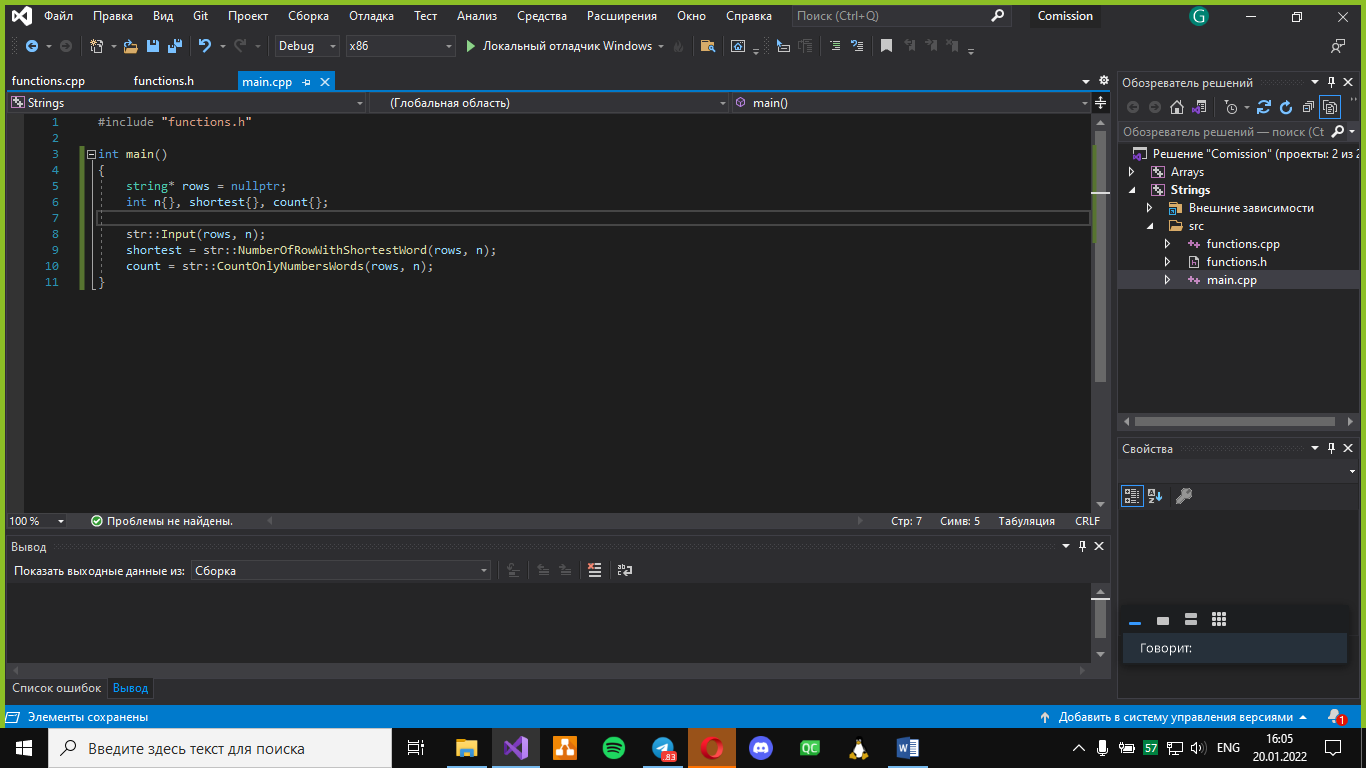 Файл Правка Вид Git Проект Сборка Отладка Тест Анализ Средства Расширения Окно Справка Поиск (Ctrl+Q) Comission G
Debug x86 Локальный отладчик Windows
functions.cpp functions.h main.cpp
Strings (Глобальная область) main()
1 #include "functions.h"
2
3 int main()
4 {
5 string* rows = nullptr;
6 int n{}, shortest{}, count{};
7
8 str::Input(rows, n);
9 shortest = str::NumberOfRowWithShortestWord(rows, n);
10 count = str::CountOnlyNumbersWords(rows, n);
11 }
100 % Проблемы не найдены. Стр: 7 Симв: 5 Табуляция CRLF
Вывод
Показать выходные данные из: Сборка
Список ошибок Вывод
Обозреватель решений
Обозреватель решений — поиск (Ct
Решение "Comission" (проекты: 2 из 2
Arrays
Strings
Внешние зависимости
src
functions.cpp
functions.h
main.cpp
Свойства
Говорит:
Элементы сохранены Добавить в систему управления версиями 1
Введите здесь текст для поиска 83 QC 57 ENG 16:05
20.01.2022